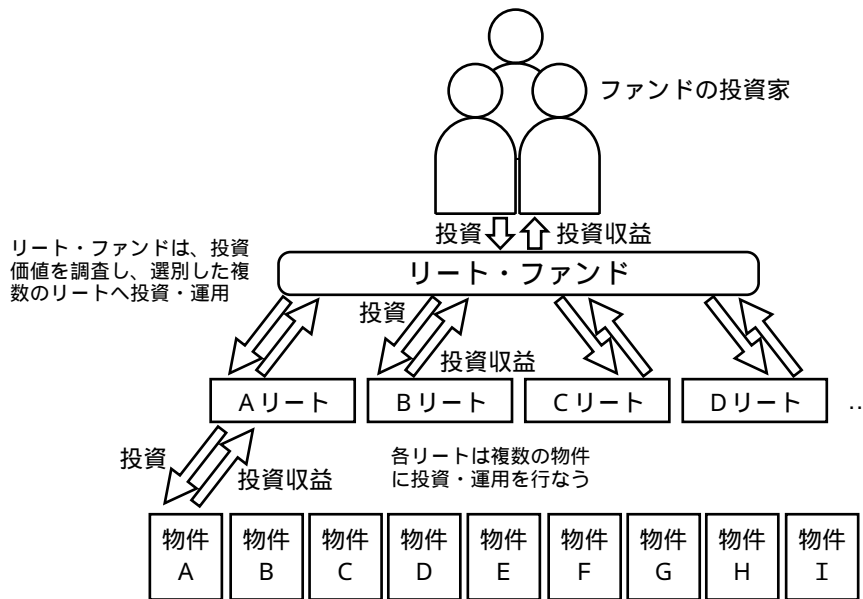 ファンドの投資家
投資
投資収益
リート・ファンドは、投資
価値を調査し、選別した複
数のリートへ投資・運用
リート・ファンド
投資
投資収益
Aリート
Bリート
Cリート
Dリート
‥
投資
投資収益
各リートは複数の物件
に投資・運用を行なう
物件
A
物件
B
物件
C
物件
D
物件
E
物件
F
物件
G
物件
H
物件
I